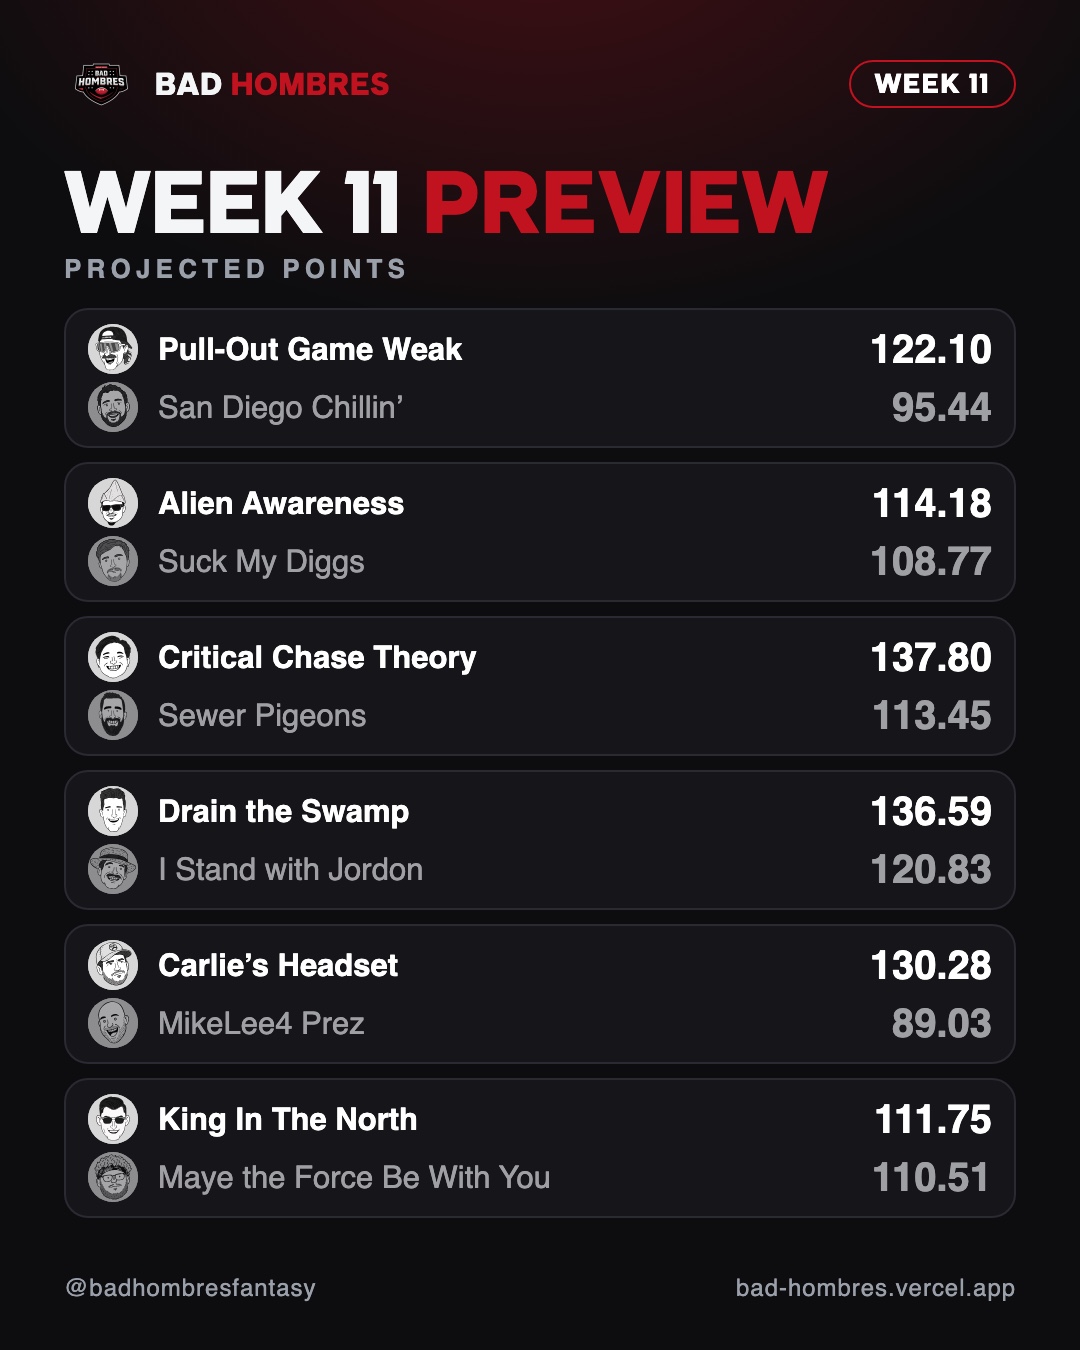 BAD
HOMBRES
BAD HOMBRES
WEEK 11
WEEK 11 PREVIEW
PROJECTED POINTS
Pull-Out Game Weak 122.10
San Diego Chillin’ 95.44
Alien Awareness 114.18
Suck My Diggs 108.77
Critical Chase Theory 137.80
Sewer Pigeons 113.45
Drain the Swamp 136.59
I Stand with Jordon 120.83
Carlie’s Headset 130.28
MikeLee4 Prez 89.03
King In The North 111.75
Maye the Force Be With You 110.51
@badhombresfantasy
bad-hombres.vercel.app